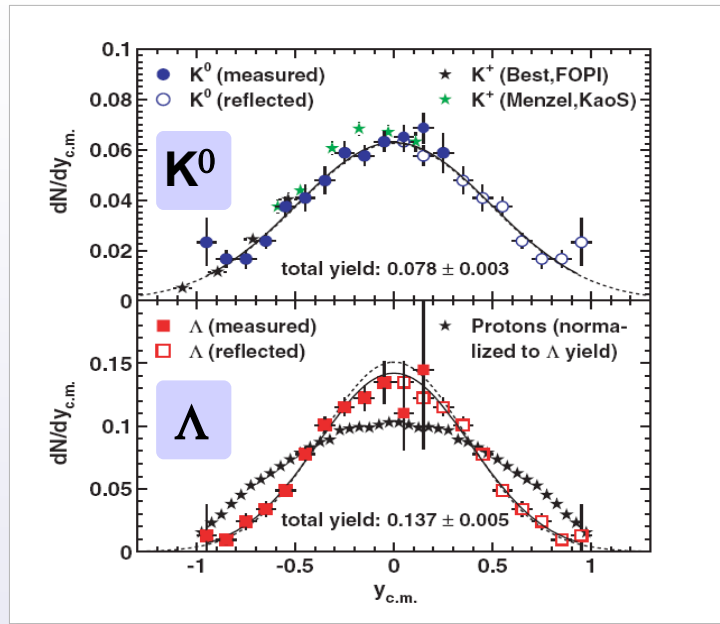 0.1
K⁰ (measured)
K⁰ (reflected)
K⁺ (Best,FOPI)
K⁺ (Menzel,KaoS)
0.08
0.06
0.04
0.02
0
dN/dy_c.m.
K⁰
total yield: 0.078 ± 0.003
Λ (measured)
Λ (reflected)
Protons (norma-
lized to Λ yield)
0.15
0.1
0.05
0
dN/dy_c.m.
Λ
total yield: 0.137 ± 0.005
-1 -0.5 0 0.5 1
y_c.m.